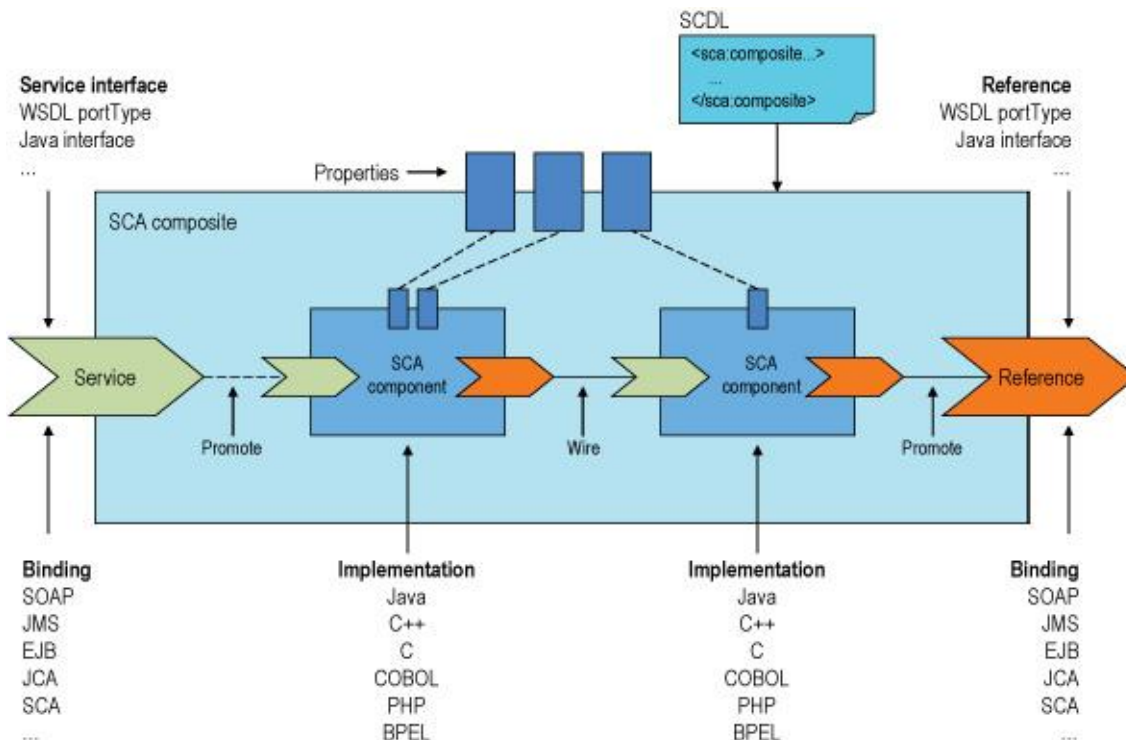 SCDL
<sca:composite...>
...
</sca:composite>
Service interface
WSDL portType
Java interface
...
Reference
WSDL portType
Java interface
...
Properties
SCA composite
Service
SCA
component
SCA
component
Reference
Promote
Wire
Promote
Binding
SOAP
JMS
EJB
JCA
SCA
...
Implementation
Java
C++
C
COBOL
PHP
BPEL
Implementation
Java
C++
C
COBOL
PHP
BPEL
Binding
SOAP
JMS
EJB
JCA
SCA
...